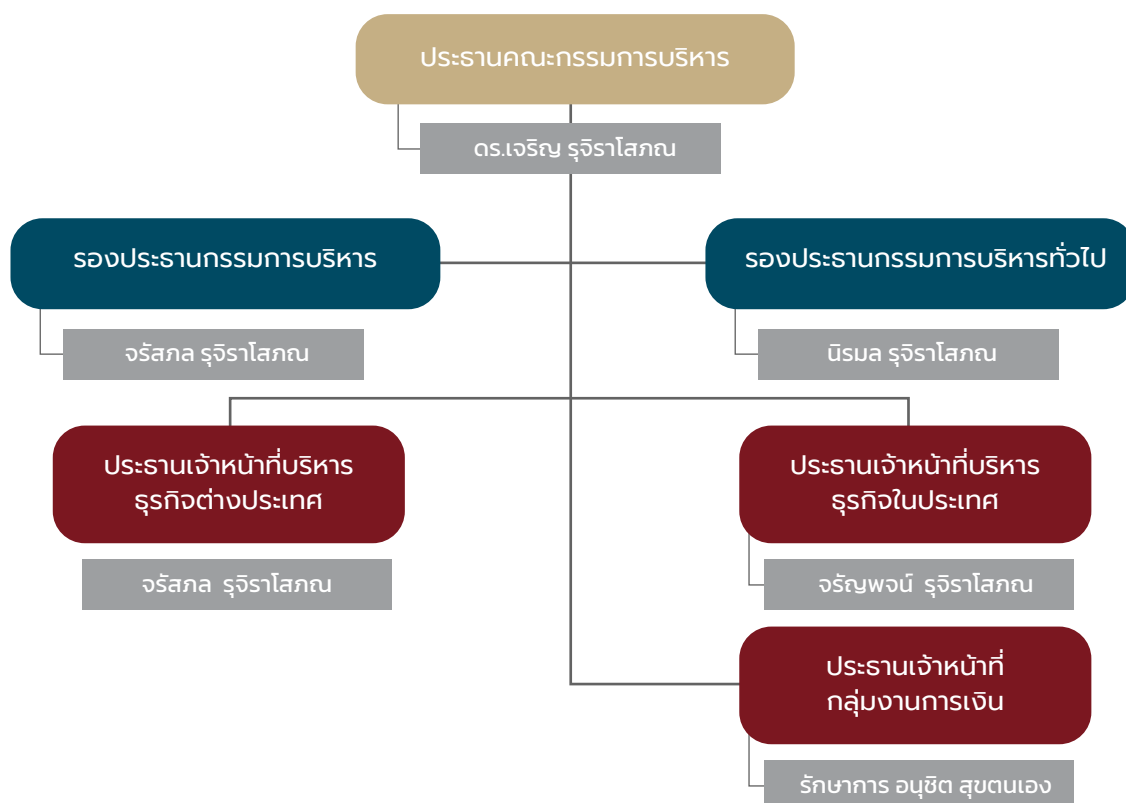 ประธานคณะกรรมการบริหาร
ดร.เจริญ รุจิราโสภณ
รองประธานกรรมการบริหาร
รองประธานกรรมการบริหารทั่วไป
จรัสภล รุจิราโสภณ
นิรมล รุจิราโสภณ
ประธานเจ้าหน้าที่บริหาร
ธุรกิจต่างประเทศ
ประธานเจ้าหน้าที่บริหาร
ธุรกิจในประเทศ
จรัสภล รุจิราโสภณ
จรัญพจน์ รุจิราโสภณ
ประธานเจ้าหน้าที่
กลุ่มงานการเงิน
รักษาการ อนุชิต สุขตนเอง